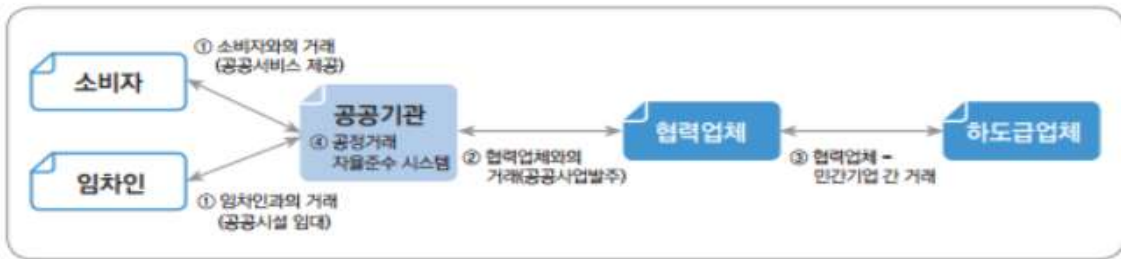 ① 소비자와의 거래
(공공서비스 제공)
소비자
공공기관
④ 공정거래
자율준수 시스템
협력업체
하도급업체
② 협력업체와의
거래(공공사업발주)
③ 협력업체 -
민간기업 간 거래
임차인
① 임차인과의 거래
(공공시설 임대)